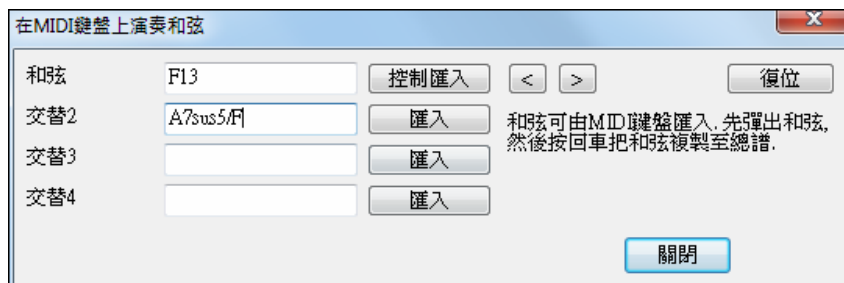 在MIDI鍵盤上演奏和弦
和弦 F13 控制匯入 < > 復位
交替2 A7sus5/F 匯入
和弦可由MIDI鍵盤匯入.先彈出和弦,
然後按回車把和弦複製至總譜.
交替3 匯入
交替4 匯入
關閉